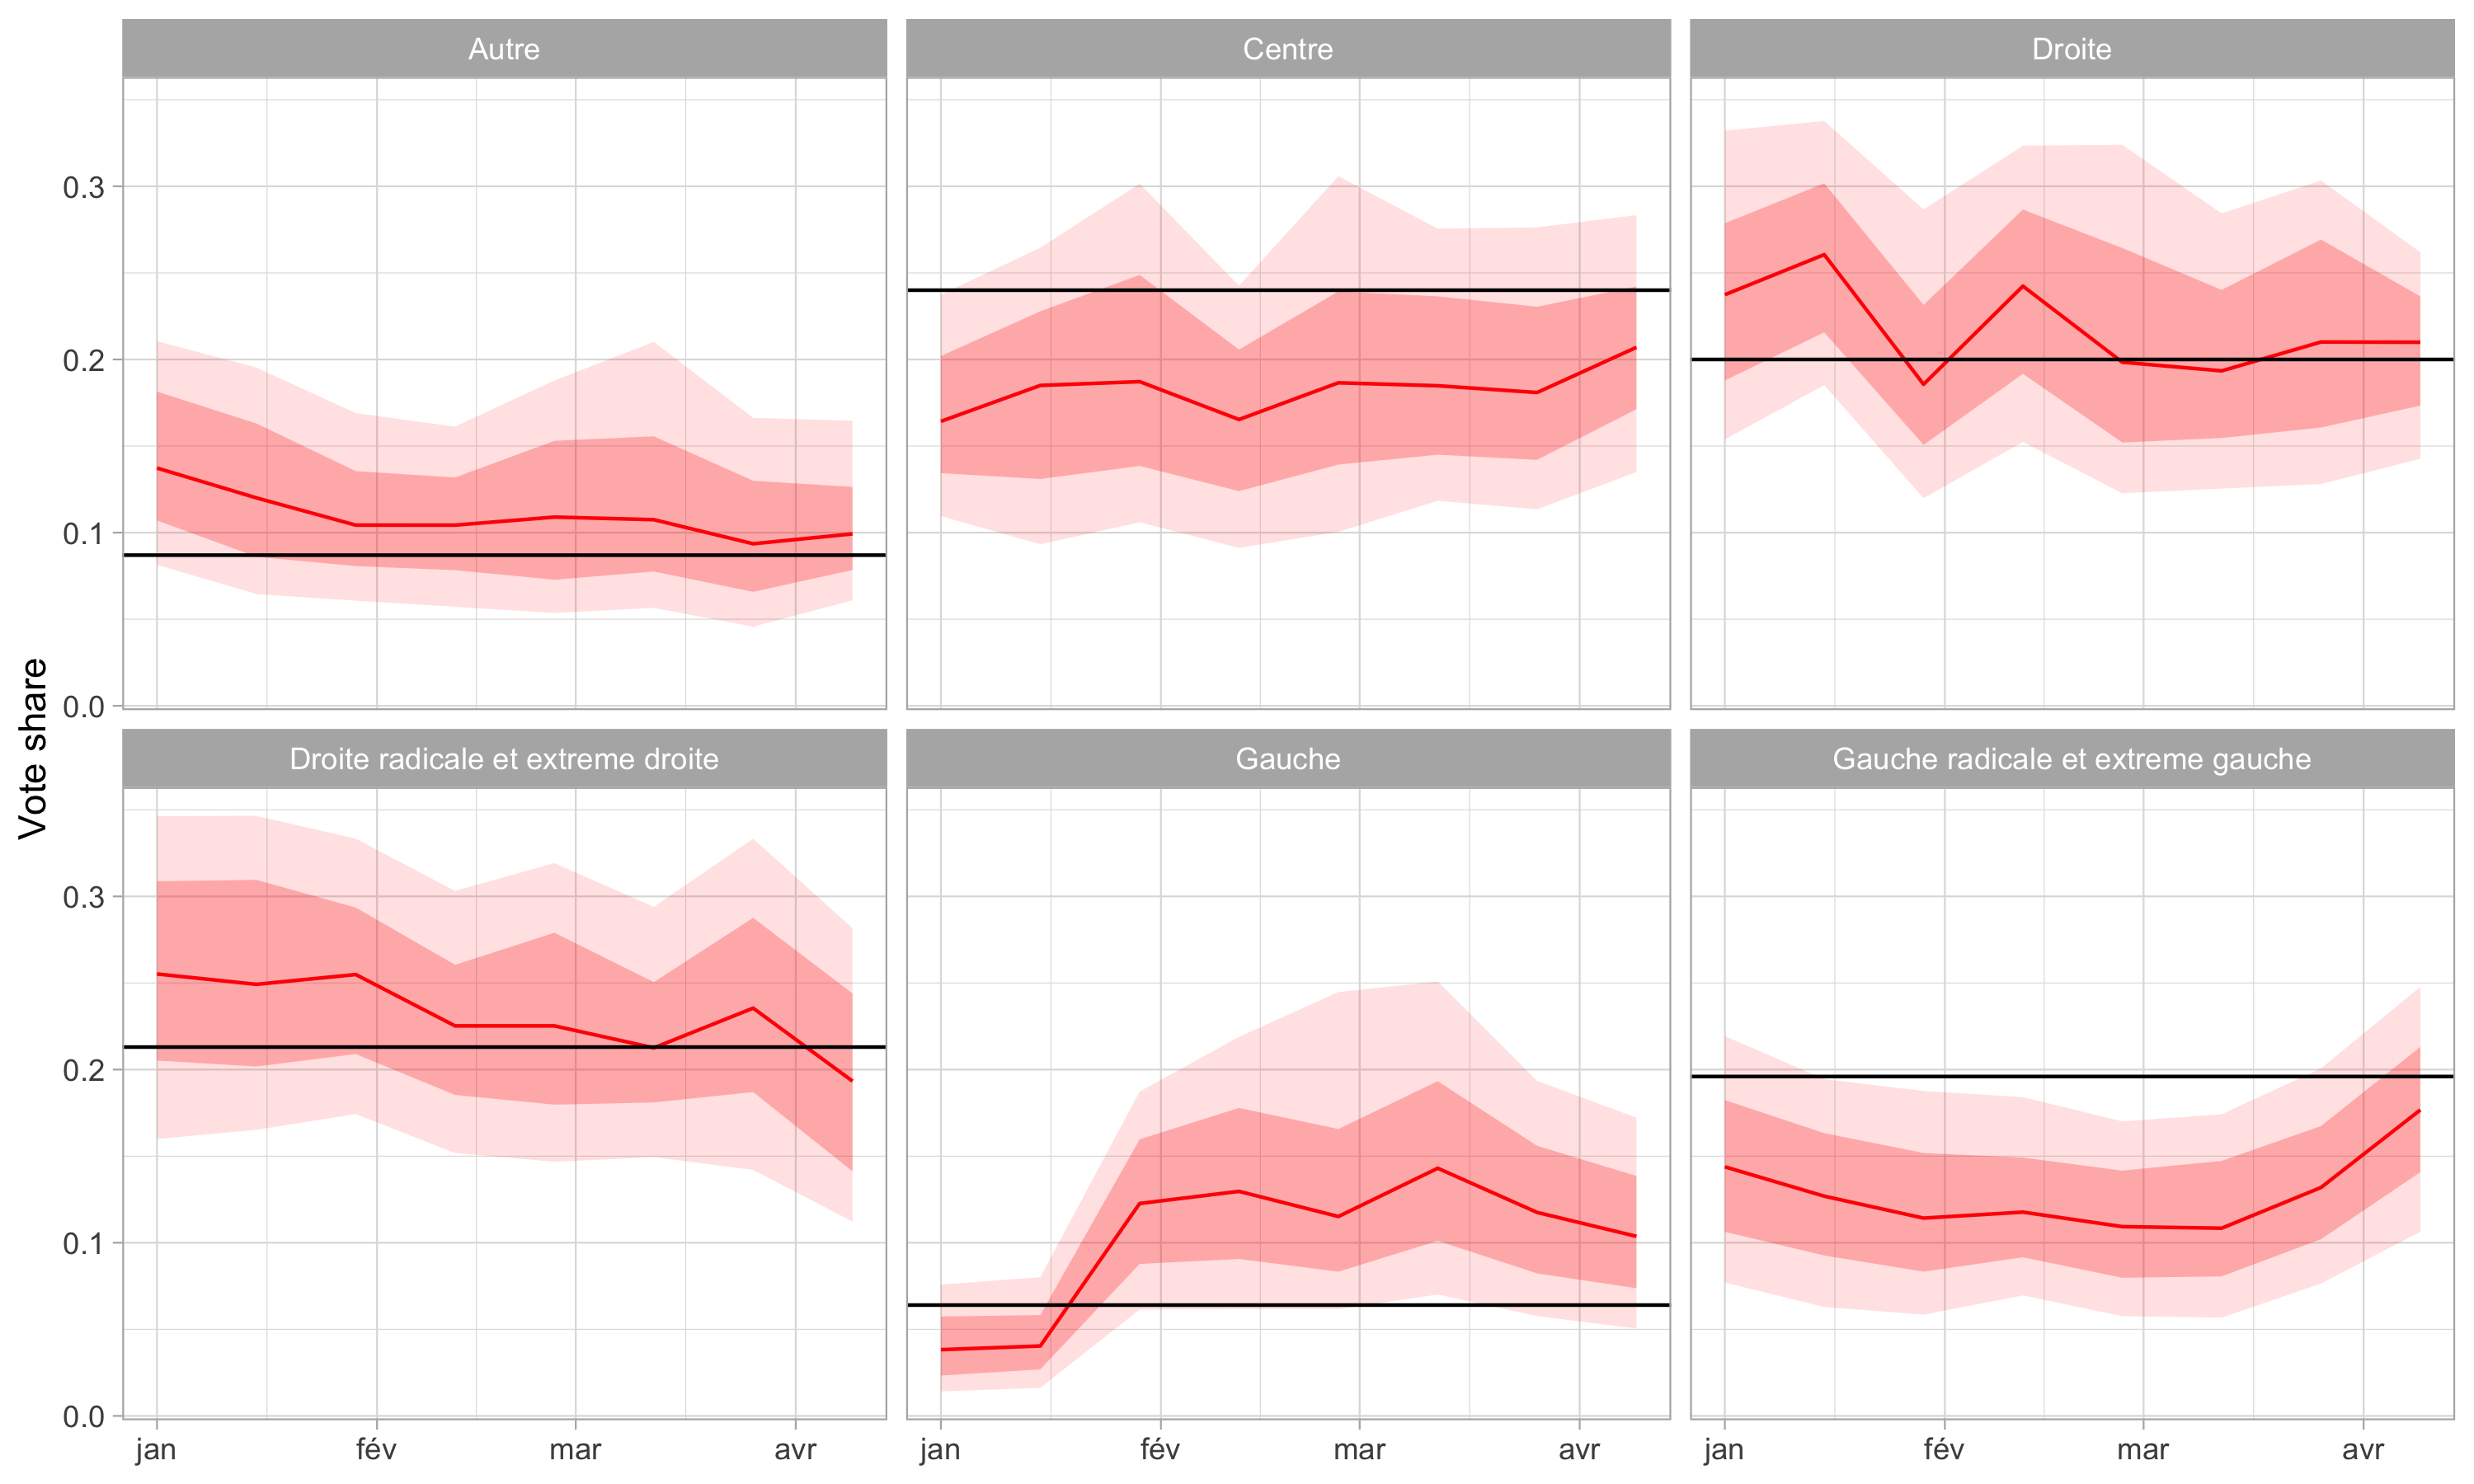 Autre
Centre
Droite
0.3
0.2
0.1
0.0
Vote share
Droite radicale et extreme droite
Gauche
Gauche radicale et extreme gauche
0.3
0.2
0.1
0.0
jan fév mar avr
jan fév mar avr
jan fév mar avr